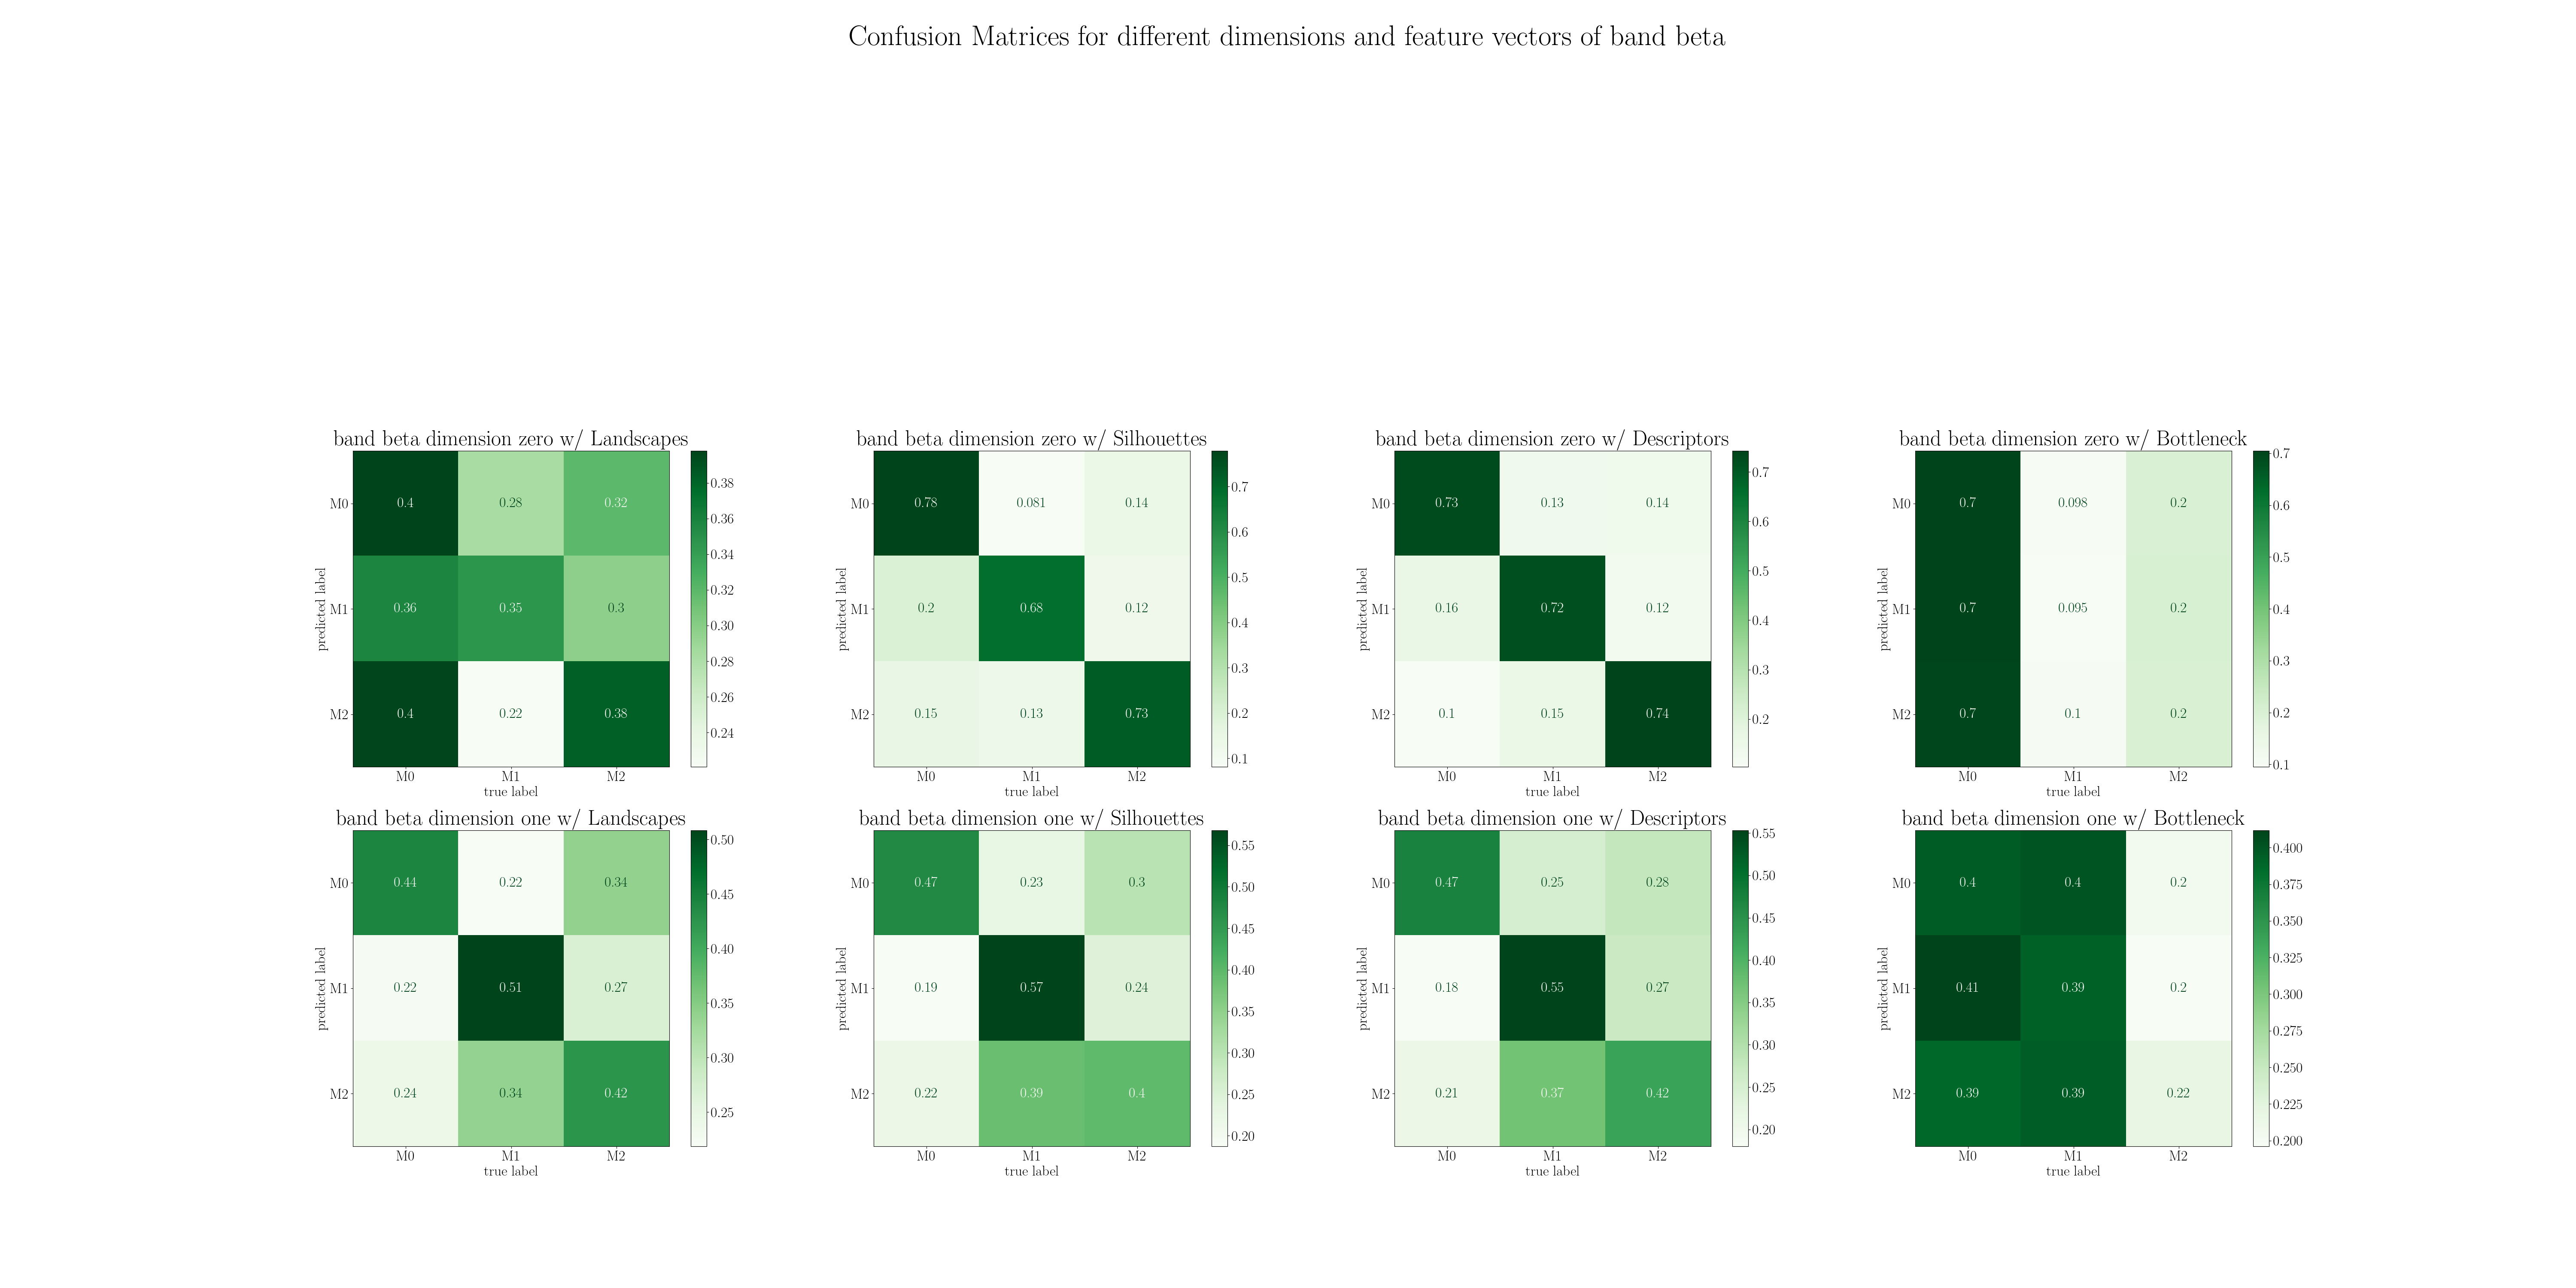 Confusion Matrices for different dimensions and feature vectors of band beta
band beta dimension zero w/ Landscapes
M0
0.4
0.28
0.32
M1
0.36
0.35
0.3
M2
0.4
0.22
0.38
M0
M1
M2
predicted label
true label
0.38
0.36
0.34
0.32
0.30
0.28
0.26
0.24
band beta dimension zero w/ Silhouettes
M0
0.78
0.081
0.14
M1
0.2
0.68
0.12
M2
0.15
0.13
0.73
M0
M1
M2
predicted label
true label
0.7
0.6
0.5
0.4
0.3
0.2
0.1
band beta dimension zero w/ Descriptors
M0
0.73
0.13
0.14
M1
0.16
0.72
0.12
M2
0.1
0.15
0.74
M0
M1
M2
predicted label
true label
0.7
0.6
0.5
0.4
0.3
0.2
band beta dimension zero w/ Bottleneck
M0
0.7
0.098
0.2
M1
0.7
0.095
0.2
M2
0.7
0.1
0.2
M0
M1
M2
predicted label
true label
0.7
0.6
0.5
0.4
0.3
0.2
0.1
band beta dimension one w/ Landscapes
M0
0.44
0.22
0.34
M1
0.22
0.51
0.27
M2
0.24
0.34
0.42
M0
M1
M2
predicted label
true label
0.50
0.45
0.40
0.35
0.30
0.25
band beta dimension one w/ Silhouettes
M0
0.47
0.23
0.3
M1
0.19
0.57
0.24
M2
0.22
0.39
0.4
M0
M1
M2
predicted label
true label
0.55
0.50
0.45
0.40
0.35
0.30
0.25
0.20
band beta dimension one w/ Descriptors
M0
0.47
0.25
0.28
M1
0.18
0.55
0.27
M2
0.21
0.37
0.42
M0
M1
M2
predicted label
true label
0.55
0.50
0.45
0.40
0.35
0.30
0.25
0.20
band beta dimension one w/ Bottleneck
M0
0.4
0.4
0.2
M1
0.41
0.39
0.2
M2
0.39
0.39
0.22
M0
M1
M2
predicted label
true label
0.400
0.375
0.350
0.325
0.300
0.275
0.250
0.225
0.200